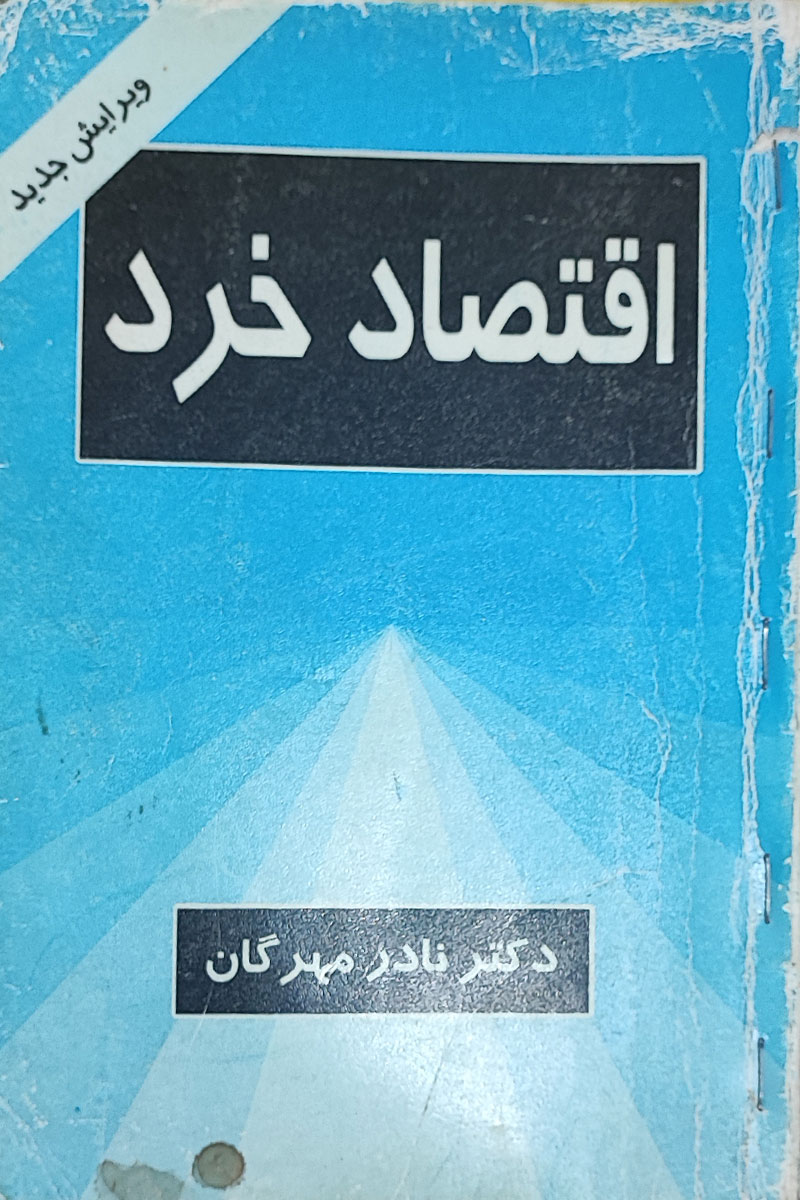 ویرایش جدید
اقتصاد خرد
دکتر نادر مهرگان